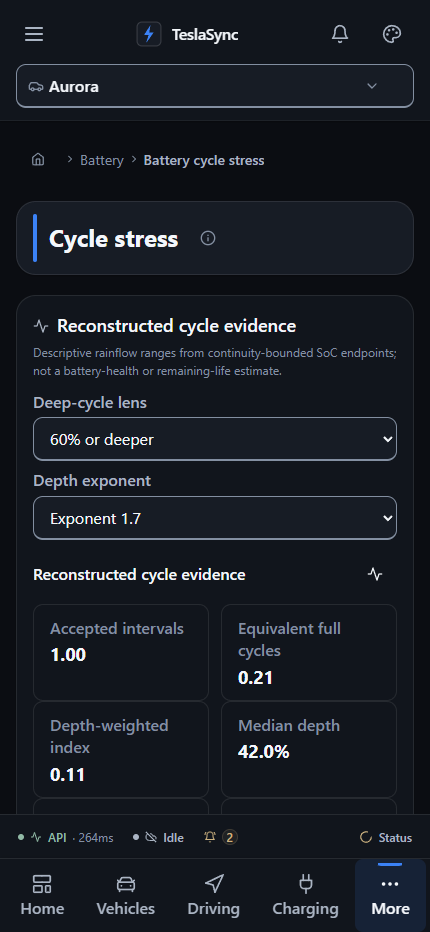 TeslaSync
Aurora
Battery
Battery cycle stress
Cycle stress
Reconstructed cycle evidence
Descriptive rainflow ranges from continuity-bounded SoC endpoints;
not a battery-health or remaining-life estimate.
Deep-cycle lens
60% or deeper
Depth exponent
Exponent 1.7
Reconstructed cycle evidence
Accepted intervals
1.00
Equivalent full
cycles
0.21
Depth-weighted
index
0.11
Median depth
42.0%
API · 264ms
Idle
2
Status
Home
Vehicles
Driving
Charging
More